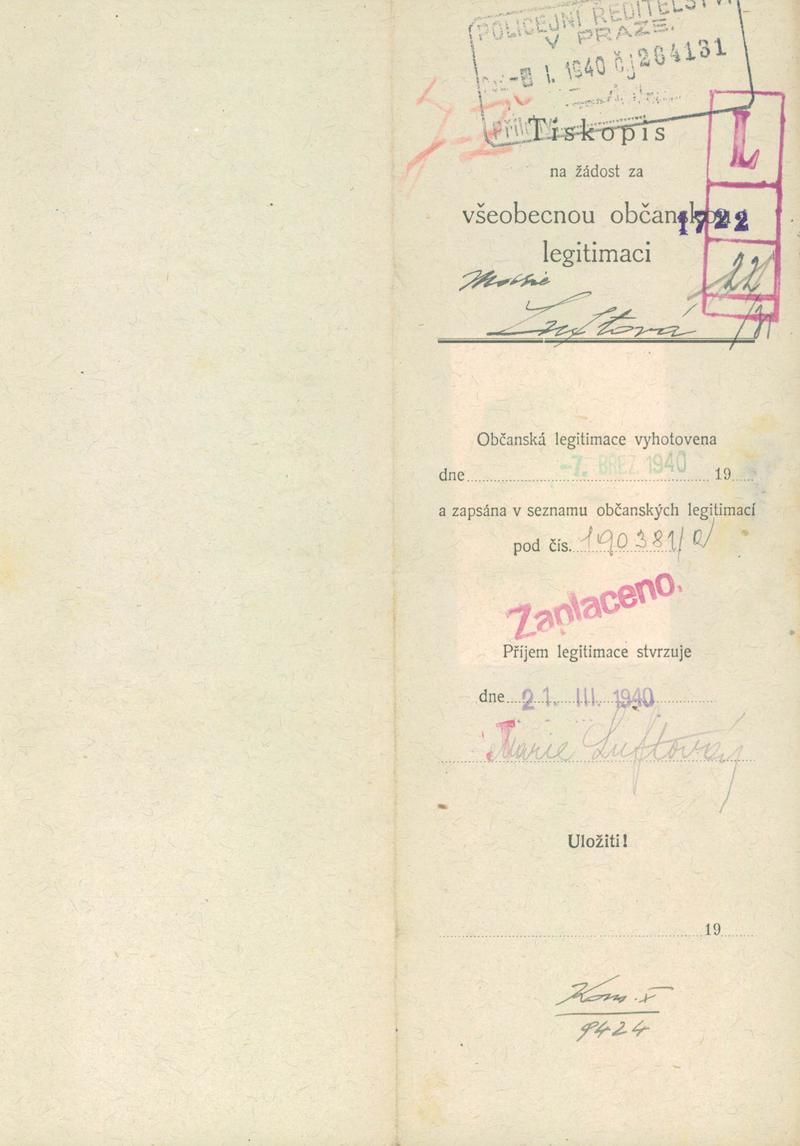 POLICEJNÍ ŘEDITELSTVÍ
V PRAZE.
1. 1940 čj 264131
Tiskopis
L
na žádost za
všeobecnou občanskou
1722
legitimaci
22
Marie
Luftová
Občanská legitimace vyhotovena
dne -7. BŘEZ. 1940 19
a zapsána v seznamu občanských legitimací
pod čís. 190381/0
Zaplaceno.
Příjem legitimace stvrzuje
dne 21. III. 1940
Marie Luftová
Uložiti!
19
Kom. X
9424